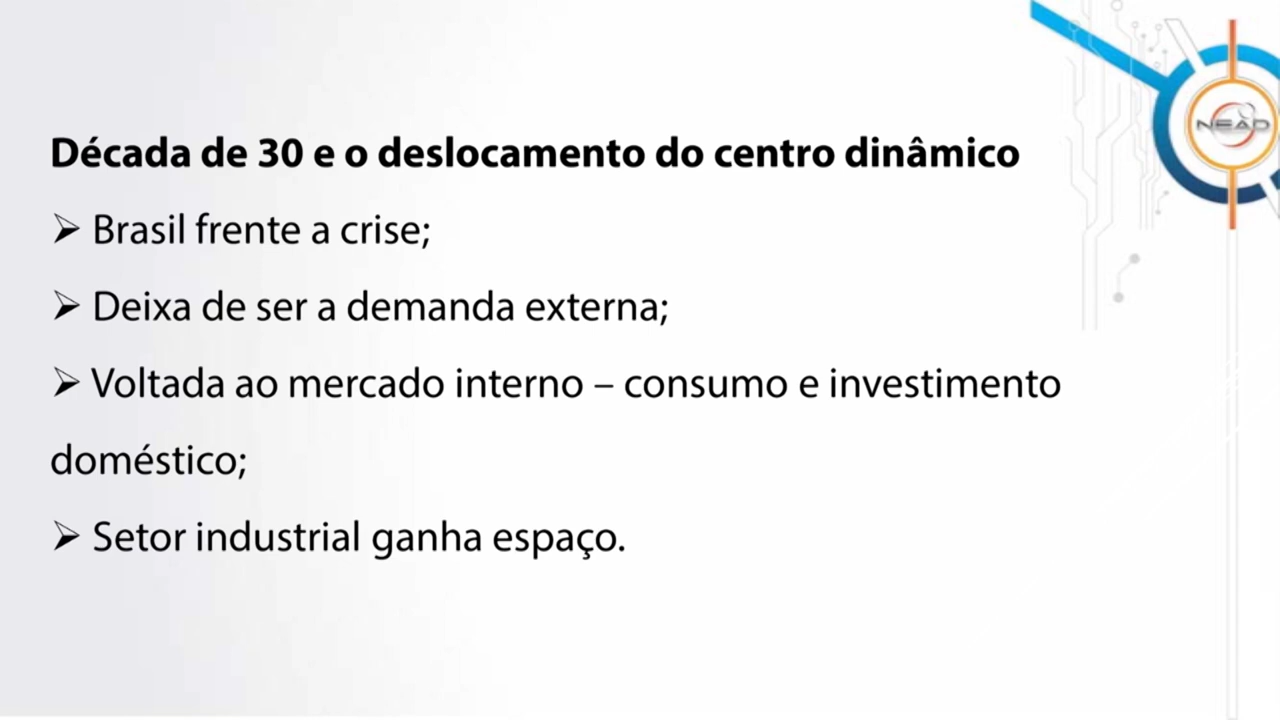 Década de 30 e o deslocamento do centro dinâmico
➢ Brasil frente a crise;
➢ Deixa de ser a demanda externa;
➢ Voltada ao mercado interno – consumo e investimento
doméstico;
➢ Setor industrial ganha espaço.
NEAD